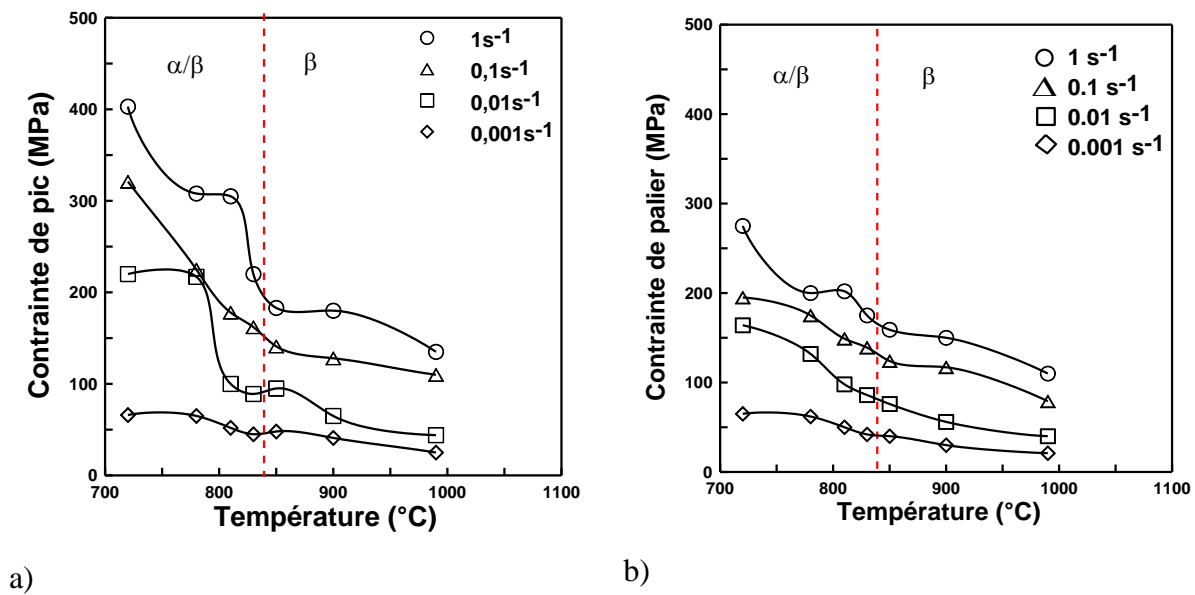 500
400
300
200
100
0
700
800
900
1000
1100
Contrainte de pic (MPa)
Température (°C)
α/β
β
1s-1
0,1s-1
0,01s-1
0,001s-1
a)
500
400
300
200
100
0
700
800
900
1000
1100
Contrainte de palier (MPa)
Température (°C)
α/β
β
1 s-1
0.1 s-1
0.01 s-1
0.001 s-1
b)